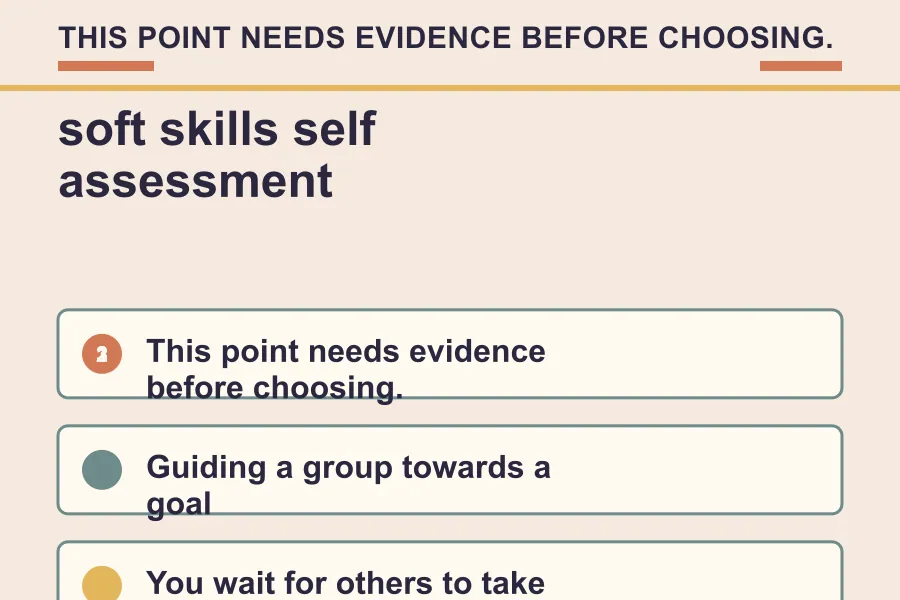 THIS POINT NEEDS EVIDENCE BEFORE CHOOSING.
soft skills self
assessment
This point needs evidence
before choosing.
Guiding a group towards a
goal
You wait for others to take